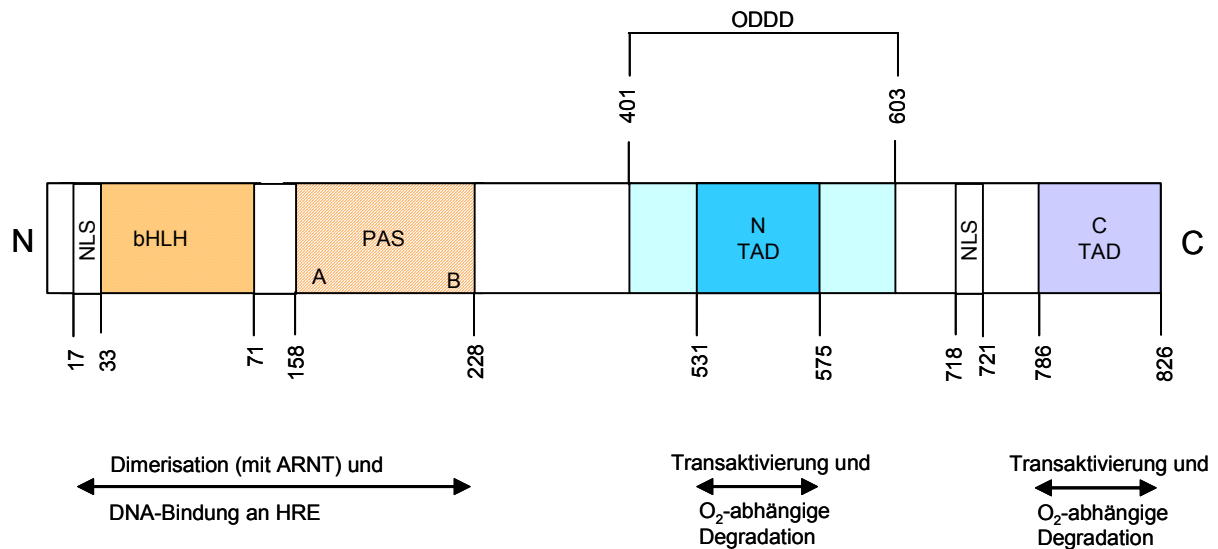 ODDD
401
603
N
NLS
bHLH
PAS
A
B
N
TAD
NLS
C
TAD
C
17
33
71
158
228
531
575
718
721
786
826
Dimerisation (mit ARNT) und
DNA-Bindung an HRE
Transaktivierung und
O₂-abhängige
Degradation
Transaktivierung und
O₂-abhängige
Degradation